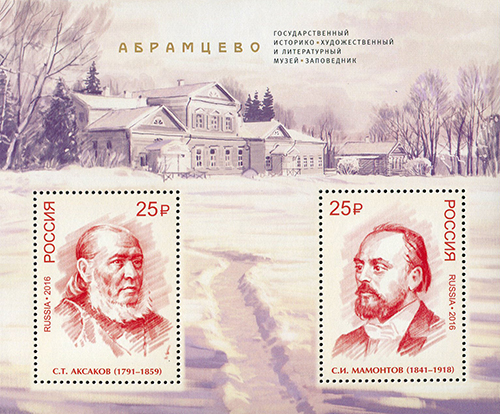 АБРАМЦЕВО
ГОСУДАРСТВЕННЫЙ
ИСТОРИКО-ХУДОЖЕСТВЕННЫЙ
И ЛИТЕРАТУРНЫЙ
МУЗЕЙ-ЗАПОВЕДНИК
25₽
РОССИЯ
RUSSIA•2016
С.Т. АКСАКОВ (1791–1859)
25₽
РОССИЯ
RUSSIA•2016
С.И. МАМОНТОВ (1841–1918)